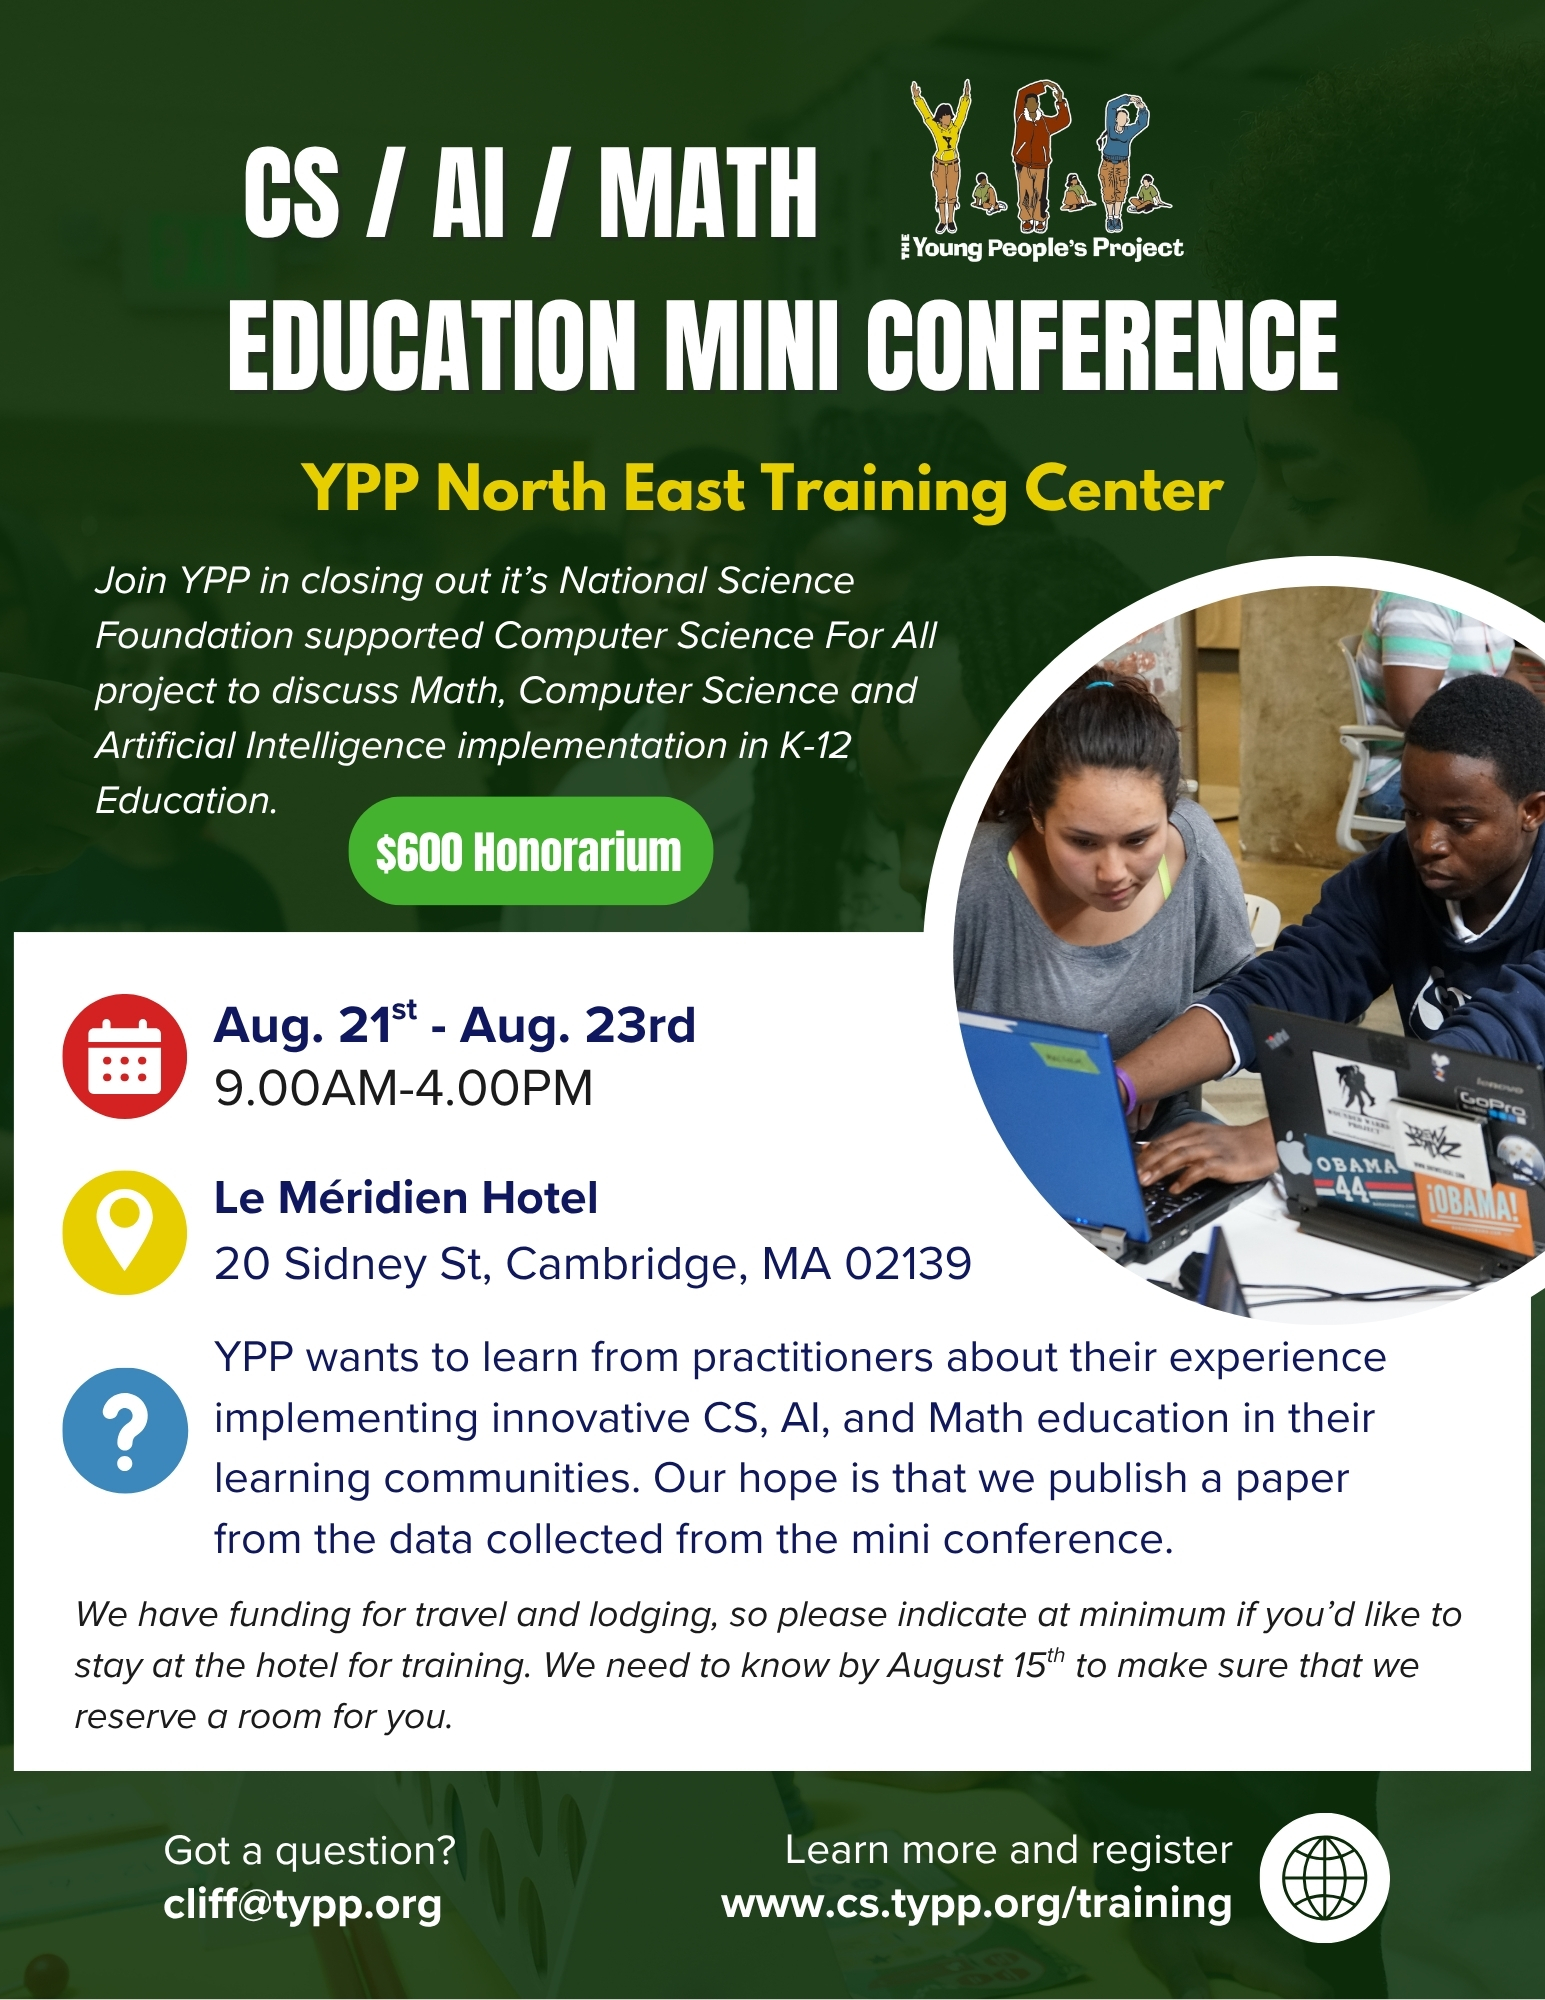 CS / AI / MATH
THE Young People's Project
EDUCATION MINI CONFERENCE
YPP North East Training Center
Join YPP in closing out it's National Science
Foundation supported Computer Science For All
project to discuss Math, Computer Science and
Artificial Intelligence implementation in K-12
Education.
$600 Honorarium
Aug. 21st - Aug. 23rd
9.00AM-4.00PM
Le Méridien Hotel
20 Sidney St, Cambridge, MA 02139
lenovo
GoPro
WOUNDED WARRIOR
PROJECT
OBAMA
44
¡OBAMA!
YPP wants to learn from practitioners about their experience
implementing innovative CS, AI, and Math education in their
learning communities. Our hope is that we publish a paper
from the data collected from the mini conference.
We have funding for travel and lodging, so please indicate at minimum if you'd like to
stay at the hotel for training. We need to know by August 15th to make sure that we
reserve a room for you.
Got a question?
cliff@typp.org
Learn more and register
www.cs.typp.org/training